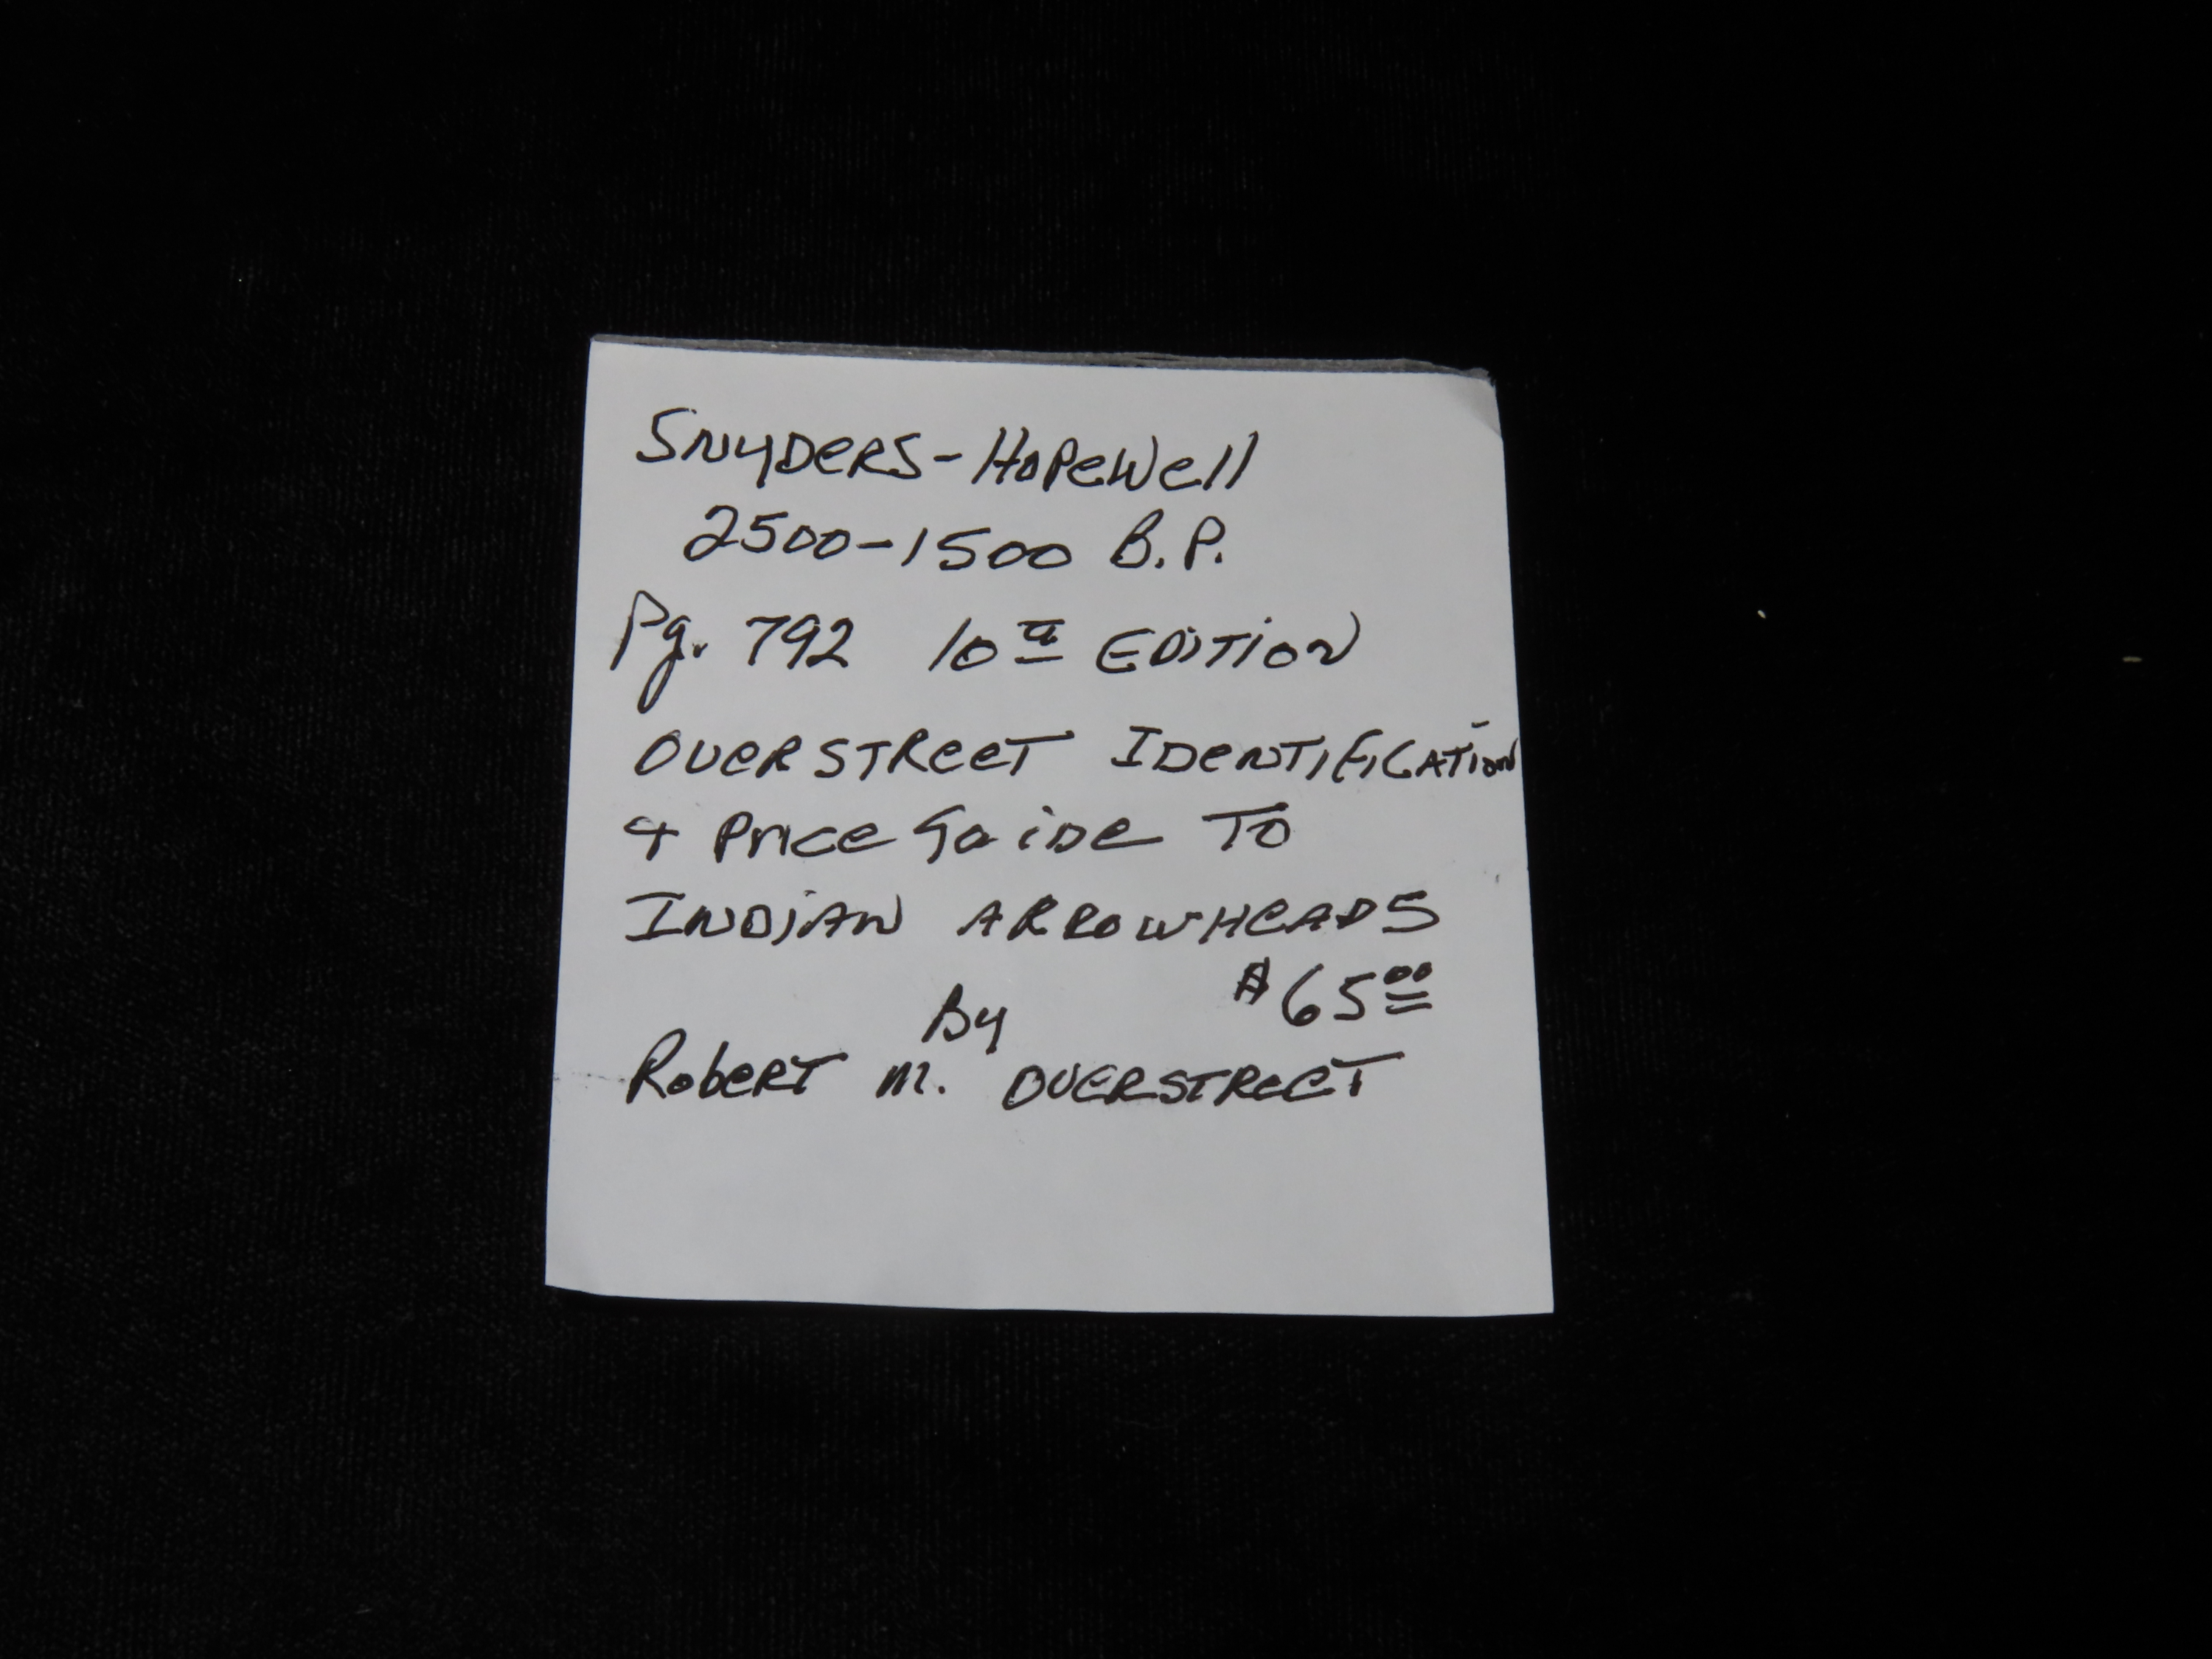 Snyders-Hopewell
2500-1500 B.P.
Pg. 792 10th Edition
Overstreet Identification
& Price Guide To
Indian Arrowheads
$65.00
By
Robert M. Overstreet